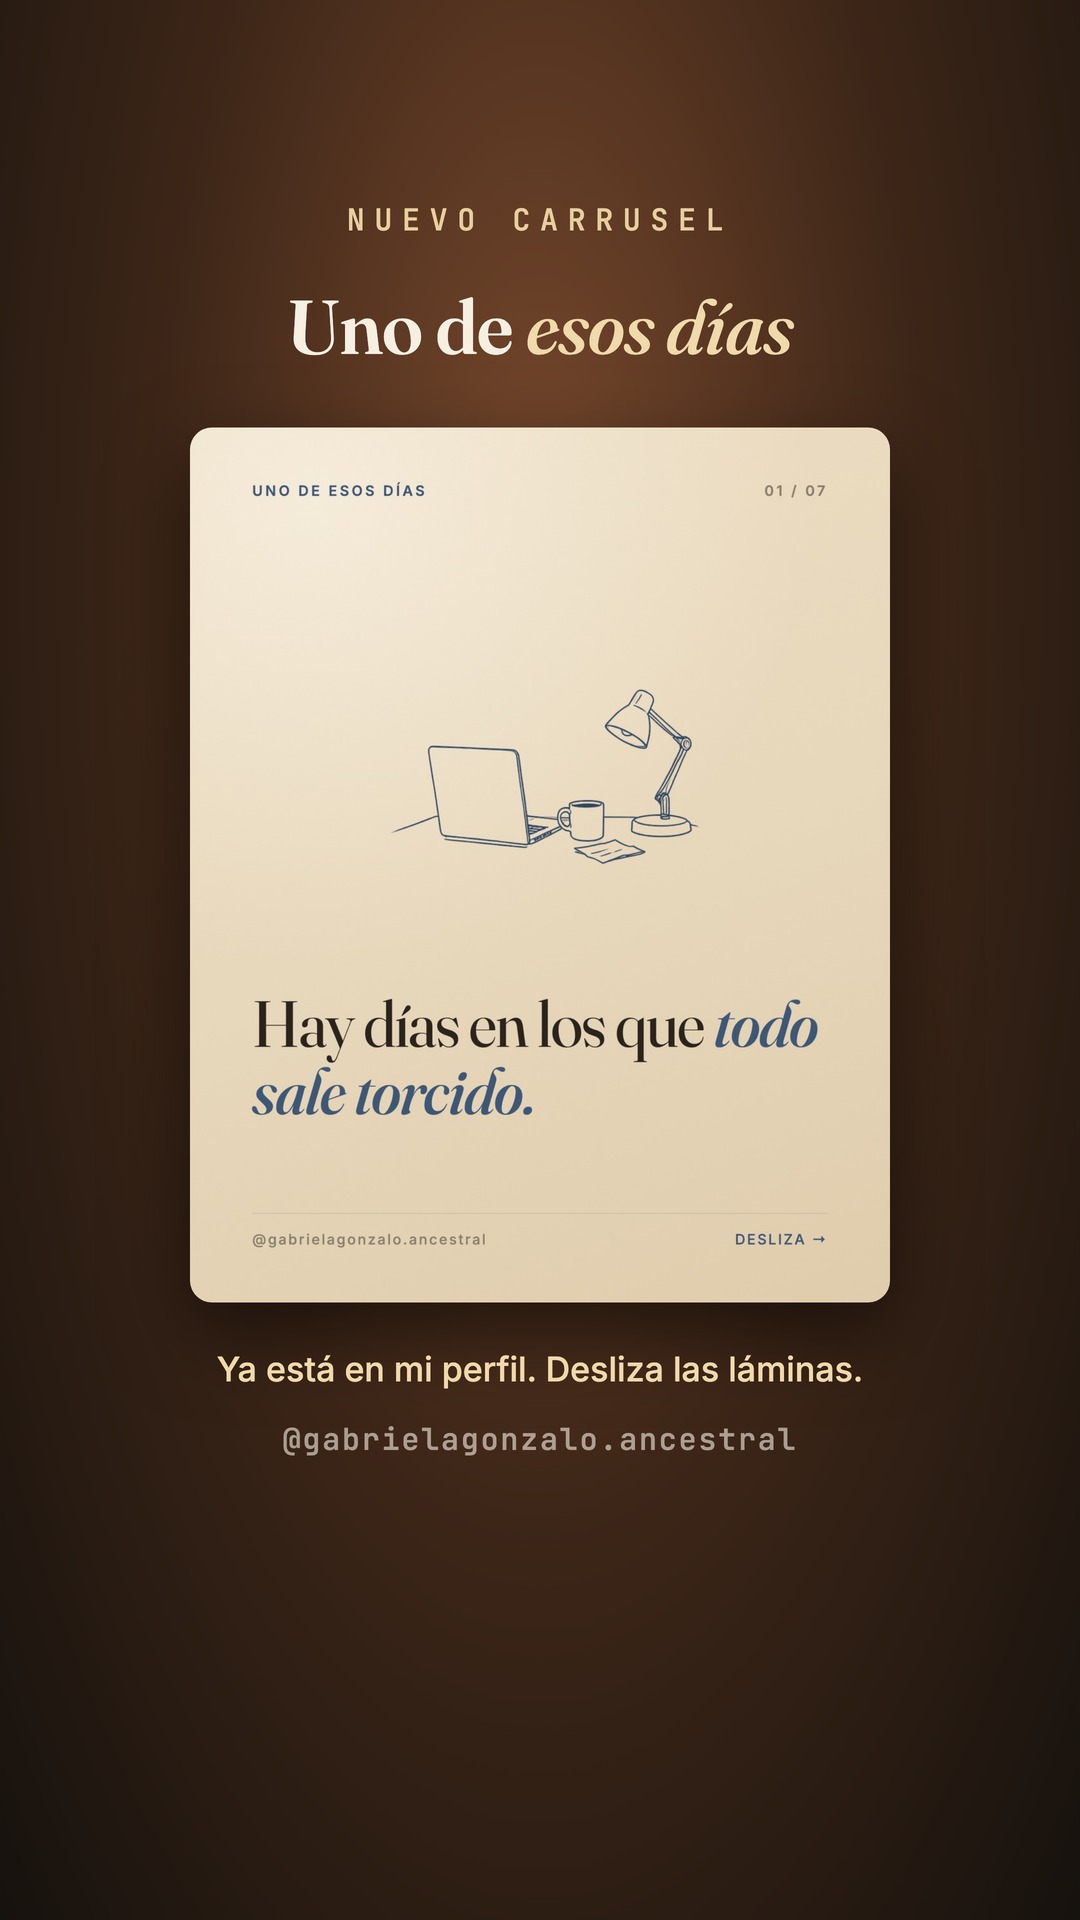 NUEVO CARRUSEL
Uno de esos días
UNO DE ESOS DÍAS
01 / 07
Hay días en los que todo
sale torcido.
@gabrielagonzalo.ancestral
DESLIZA →
Ya está en mi perfil. Desliza las láminas.
@gabrielagonzalo.ancestral